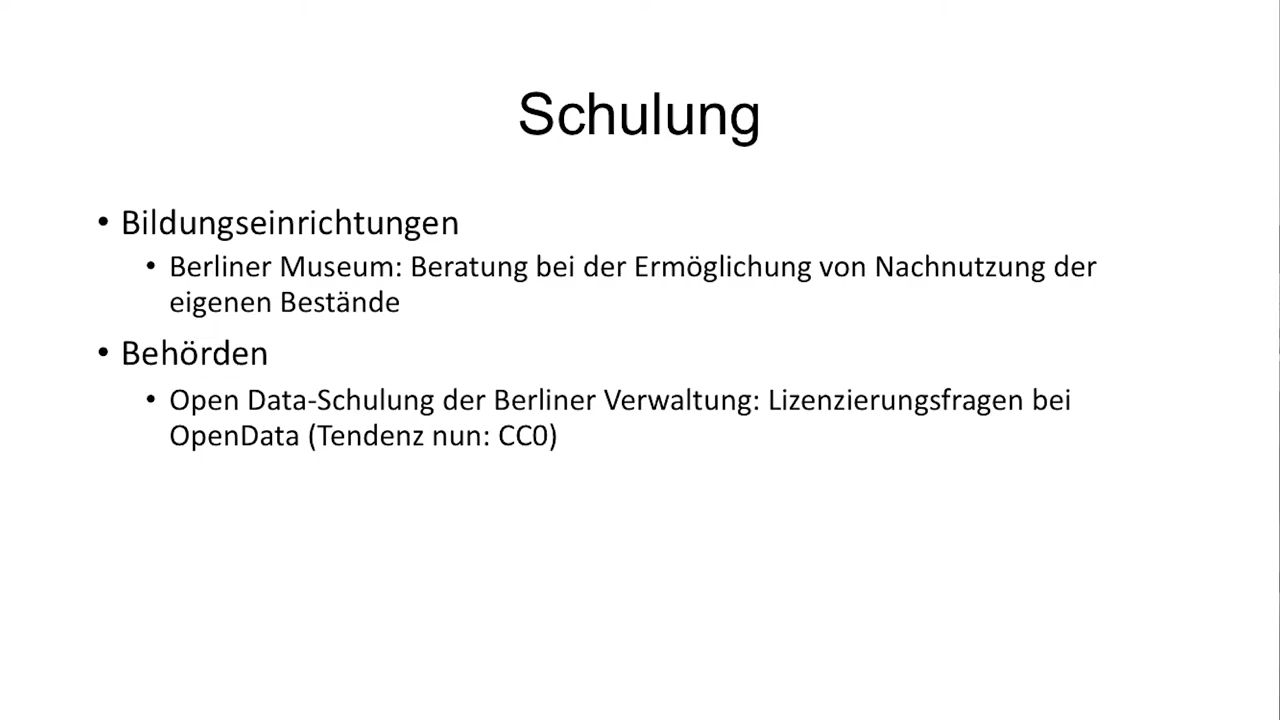 Schulung
• Bildungseinrichtungen
• Berliner Museum: Beratung bei der Ermöglichung von Nachnutzung der
eigenen Bestände
• Behörden
• Open Data-Schulung der Berliner Verwaltung: Lizenzierungsfragen bei
OpenData (Tendenz nun: CC0)